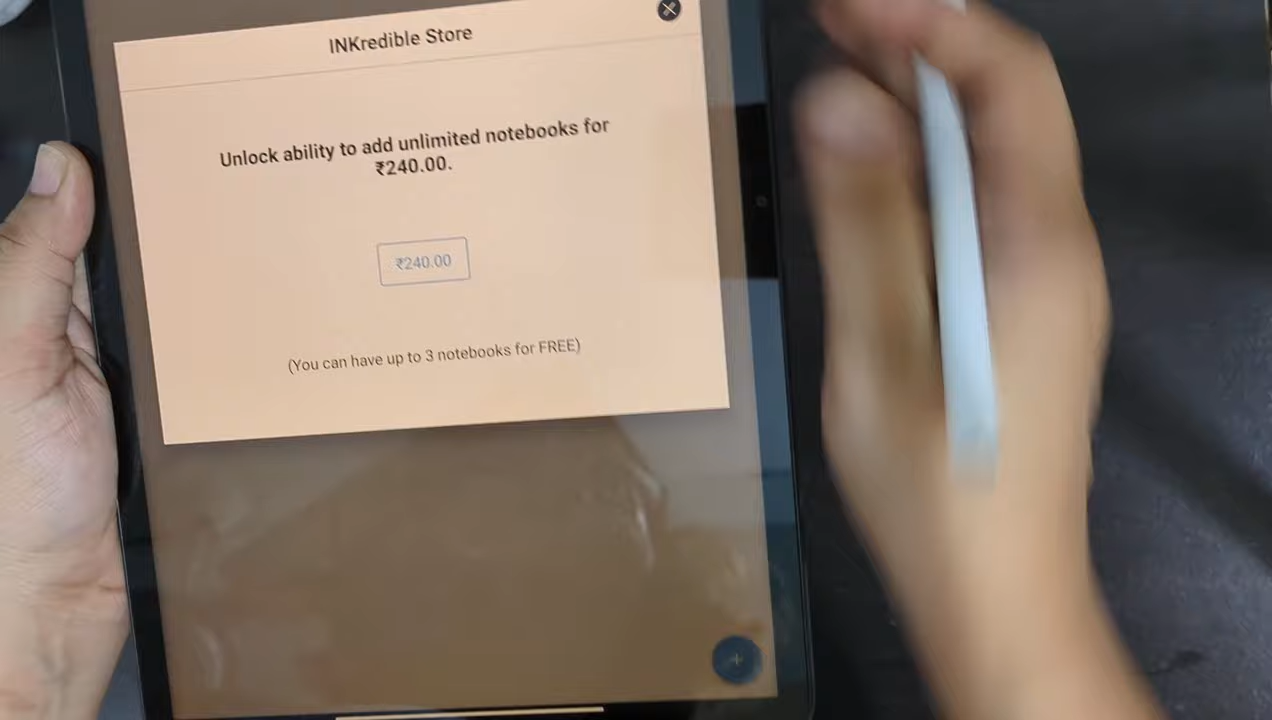 INKredible Store
Unlock ability to add unlimited notebooks for
₹240.00.
₹240.00
(You can have up to 3 notebooks for FREE)